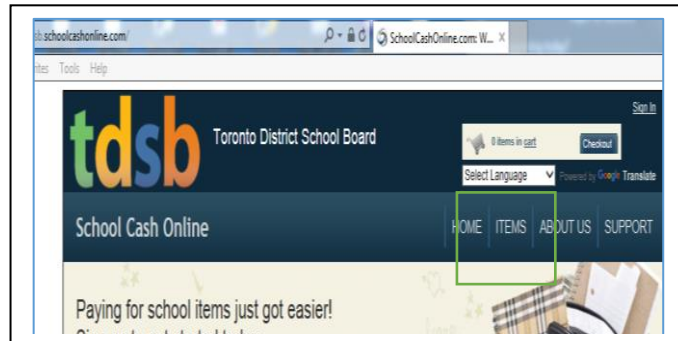 sb.schoolcashonline.com/
SchoolCashOnline.com: W...
Tools Help
Sign In
tdsb Toronto District School Board
0 items in cart Checkout
Select Language Powered by Google Translate
School Cash Online HOME ITEMS ABOUT US SUPPORT
Paying for school items just got easier!